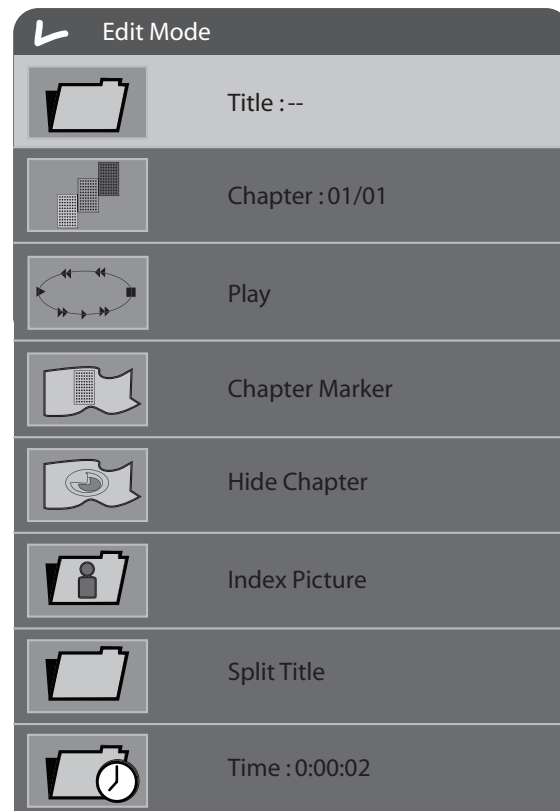 Edit Mode
Title : --
Chapter : 01/01
Play
Chapter Marker
Hide Chapter
Index Picture
Split Title
Time : 0:00:02